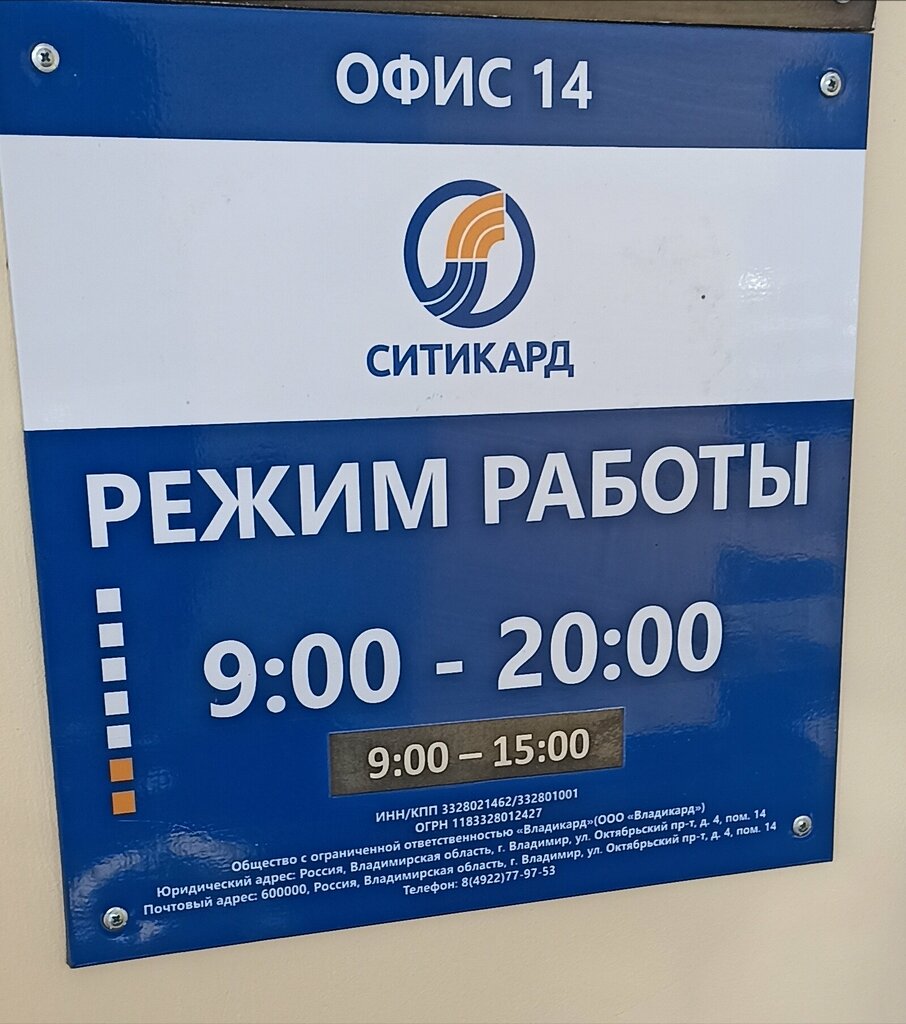 ОФИС 14
СИТИКАРД
РЕЖИМ РАБОТЫ
9:00 - 20:00
9:00 – 15:00
ИНН/КПП 3328021462/332801001
ОГРН 1183328012427
Общество с ограниченной ответственностью «Владикард»(ООО «Владикард»)
Юридический адрес: Россия, Владимирская область, г. Владимир, ул. Октябрьский пр-т, д. 4, пом. 14
Почтовый адрес: 600000, Россия, Владимирская область, г. Владимир, ул. Октябрьский пр-т, д. 4, пом. 14
Телефон: 8(4922)77-97-53